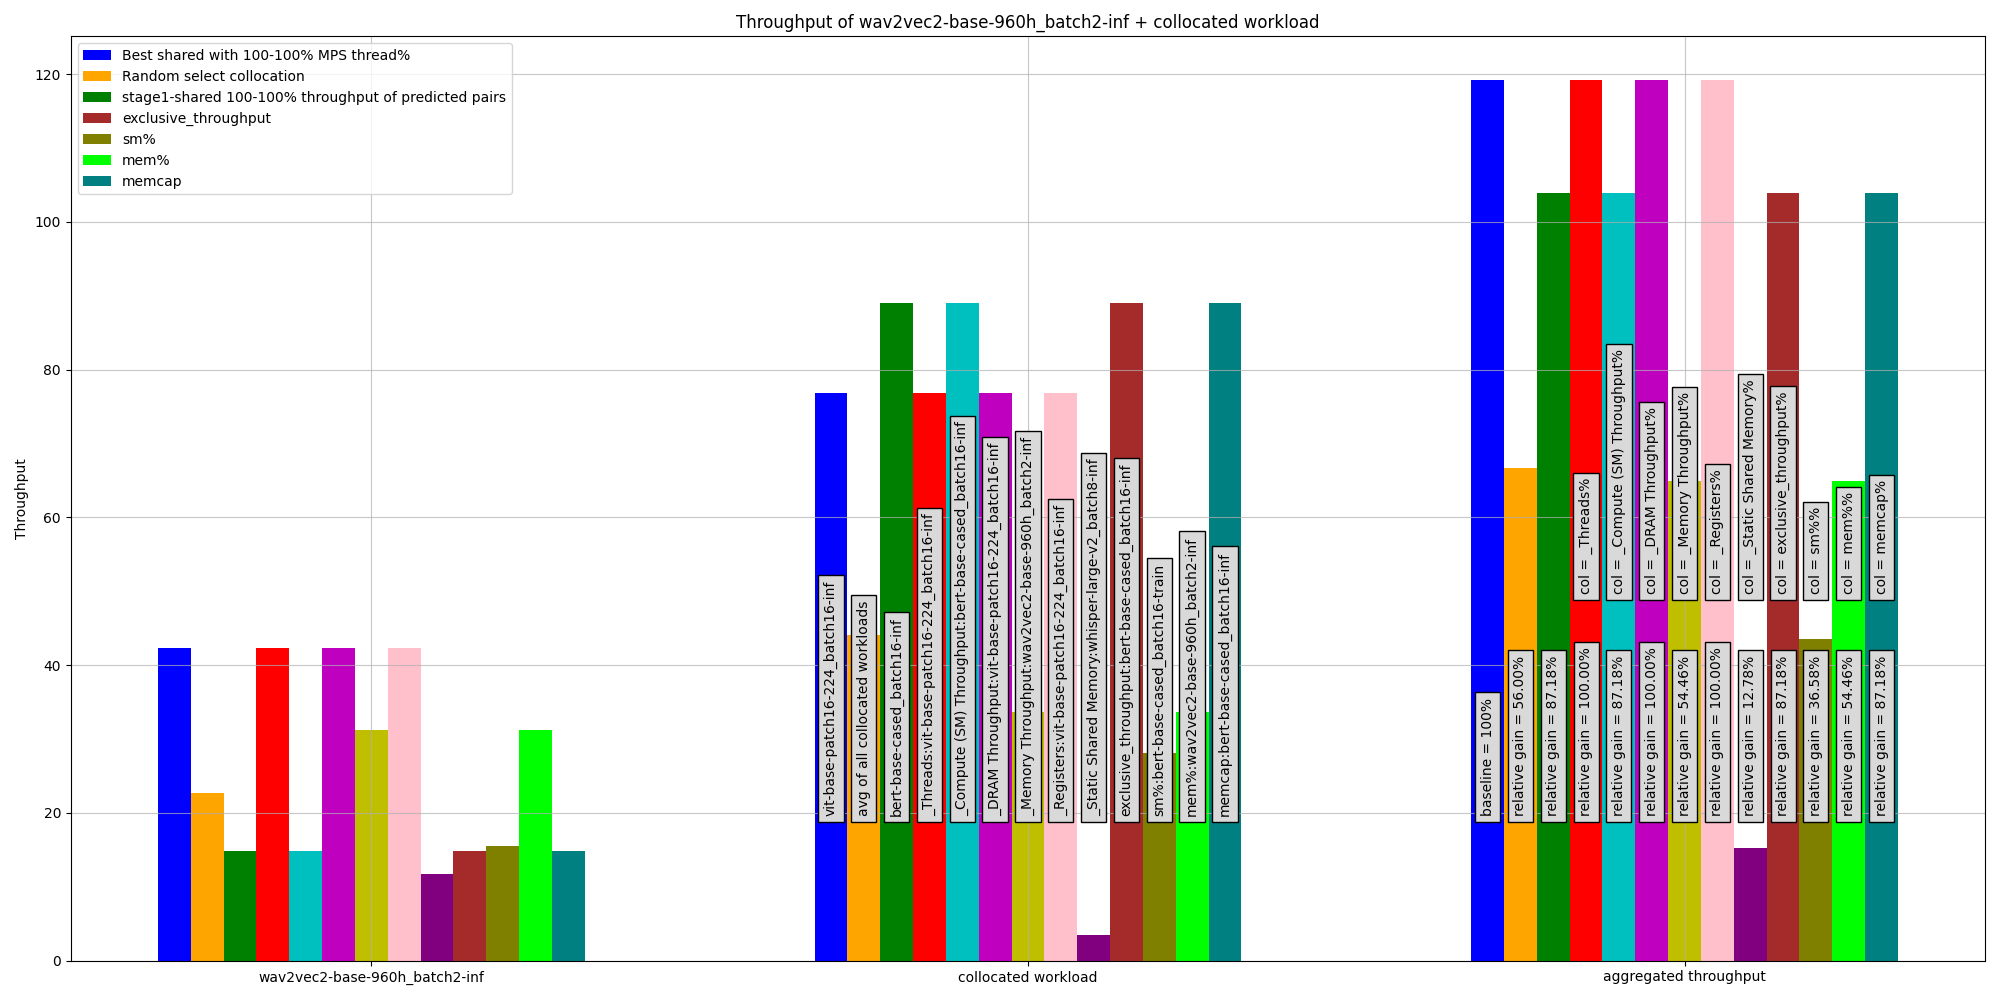 Throughput of wav2vec2-base-960h_batch2-inf + collocated workload
Best shared with 100-100% MPS thread%
Random select collocation
stage1-shared 100-100% throughput of predicted pairs
exclusive_throughput
sm%
mem%
memcap
Throughput
120
100
80
60
40
20
0
vit-base-patch16-224_batch16-inf
avg of all collocated workloads
bert-base-cased_batch16-inf
_Threads:vit-base-patch16-224_batch16-inf
_Compute (SM) Throughput:bert-base-cased_batch16-inf
_DRAM Throughput:vit-base-patch16-224_batch16-inf
_Memory Throughput:wav2vec2-base-960h_batch2-inf
_Registers:vit-base-patch16-224_batch16-inf
_Static Shared Memory:whisper-large-v2_batch8-inf
exclusive_throughput:bert-base-cased_batch16-inf
sm%:bert-base-cased_batch16-train
mem%:wav2vec2-base-960h_batch2-inf
memcap:bert-base-cased_batch16-inf
col = _Threads%
col = _Compute (SM) Throughput%
col = _DRAM Throughput%
col = _Memory Throughput%
col = _Registers%
col = _Static Shared Memory%
col = exclusive_throughput%
col = sm%%
col = mem%%
col = memcap%
baseline = 100%
relative gain = 56.00%
relative gain = 87.18%
relative gain = 100.00%
relative gain = 87.18%
relative gain = 100.00%
relative gain = 54.46%
relative gain = 100.00%
relative gain = 12.78%
relative gain = 87.18%
relative gain = 36.58%
relative gain = 54.46%
relative gain = 87.18%
wav2vec2-base-960h_batch2-inf
collocated workload
aggregated throughput